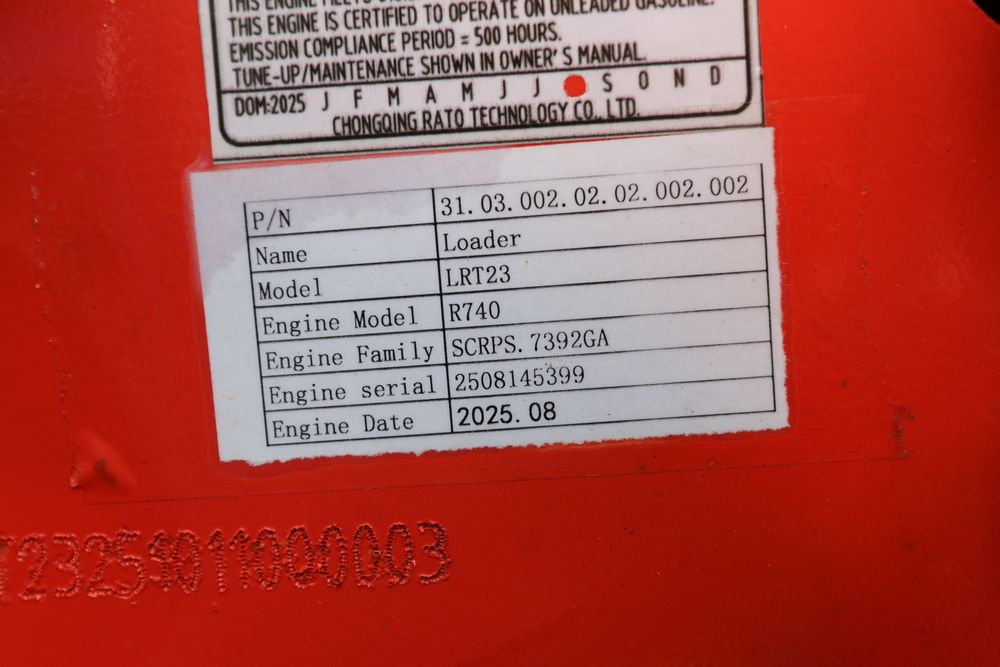 THIS ENGINE IS CERTIFIED TO OPERATE ON UNLEADED GASOLINE.
EMISSION COMPLIANCE PERIOD = 500 HOURS.
TUNE-UP/MAINTENANCE SHOWN IN OWNER'S MANUAL.
DOM:2025 J F M A M J J S O N D
CHONGQING RATO TECHNOLOGY CO., LTD.
P/N 31.03.002.02.02.002.002
Name Loader
Model LRT23
Engine Model R740
Engine Family SCRPS.7392GA
Engine serial 2508145399
Engine Date 2025.08